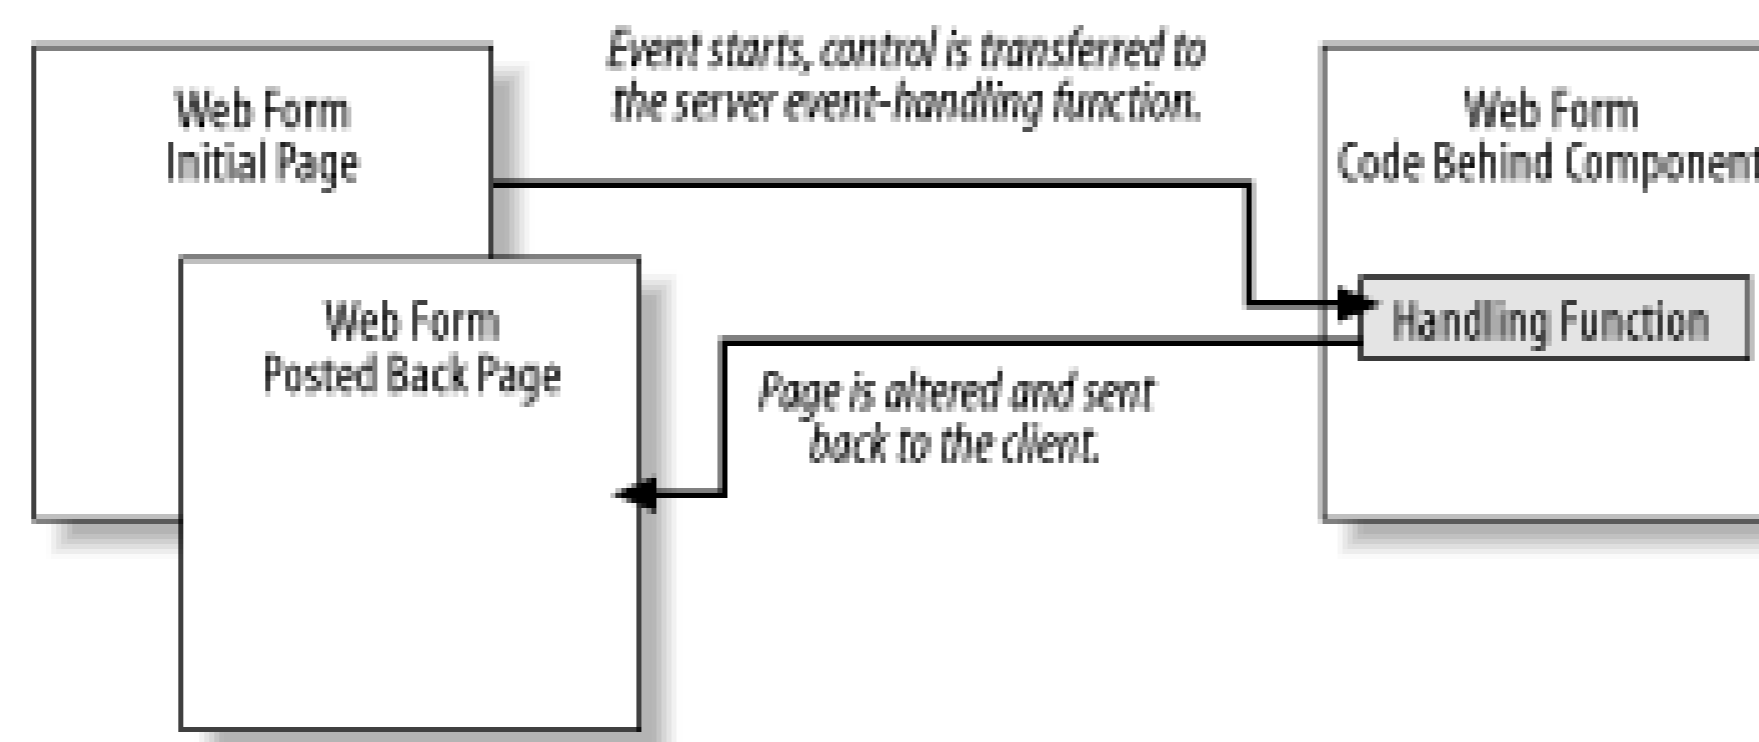 Web Form
Initial Page
Event starts, control is transferred to
the server event-handling function.
Web Form
Code Behind Component
Handling Function
Web Form
Posted Back Page
Page is altered and sent
back to the client.